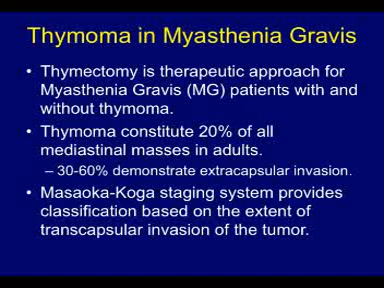 Thymoma in Myasthenia Gravis
• Thymectomy is therapeutic approach for
Myasthenia Gravis (MG) patients with and
without thymoma.
• Thymoma constitute 20% of all
mediastinal masses in adults.
– 30-60% demonstrate extracapsular invasion.
• Masaoka-Koga staging system provides
classification based on the extent of
transcapsular invasion of the tumor.